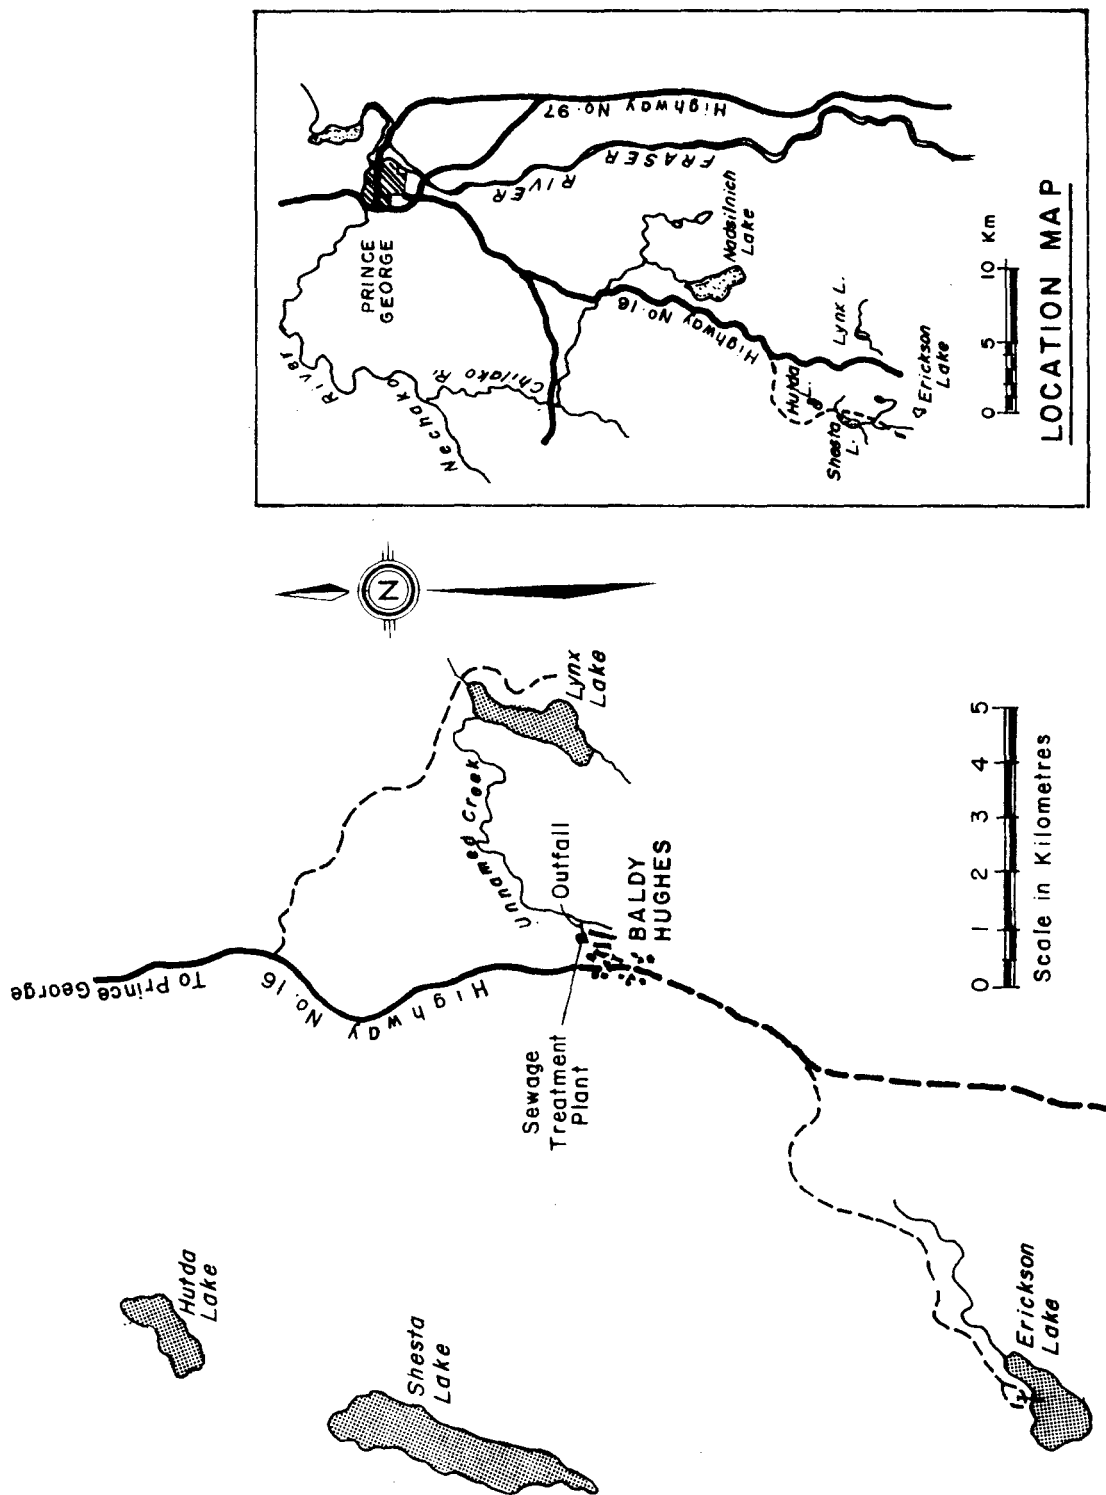 To Prince George
Highway
No. 16
Hutda
Lake
Shesta
Lake
Unnamed Creek
Lynx
Lake
Outfall
Sewage
Treatment
Plant
BALDY
HUGHES
Erickson
Lake
0 1 2 3 4 5
Scale in Kilometres
N
PRINCE
GEORGE
Nechako River
Chilako R.
Highway No. 97
FRASER RIVER
Highway No. 16
Nadsilnich
Lake
Hutda
L.
Shesta
L.
Lynx L.
Erickson
Lake
0 5 10 Km
LOCATION MAP